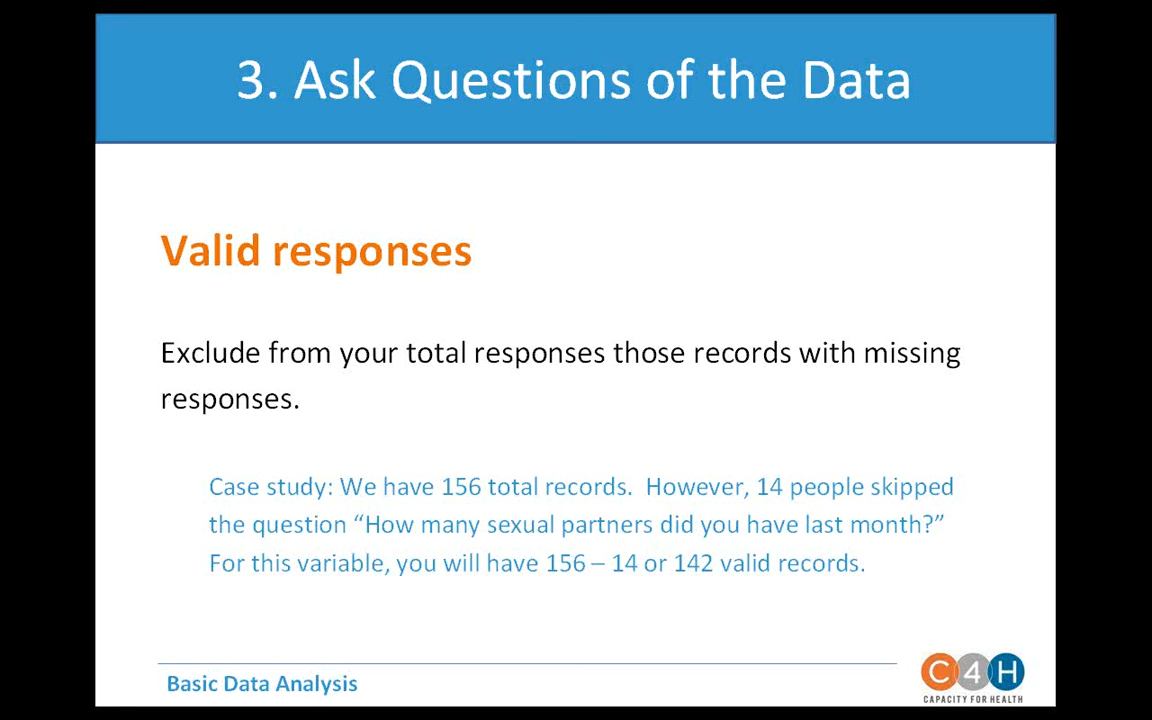 3. Ask Questions of the Data
Valid responses
Exclude from your total responses those records with missing
responses.
Case study: We have 156 total records.  However, 14 people skipped
the question “How many sexual partners did you have last month?”
For this variable, you will have 156 – 14 or 142 valid records.
Basic Data Analysis
C4H
CAPACITY FOR HEALTH